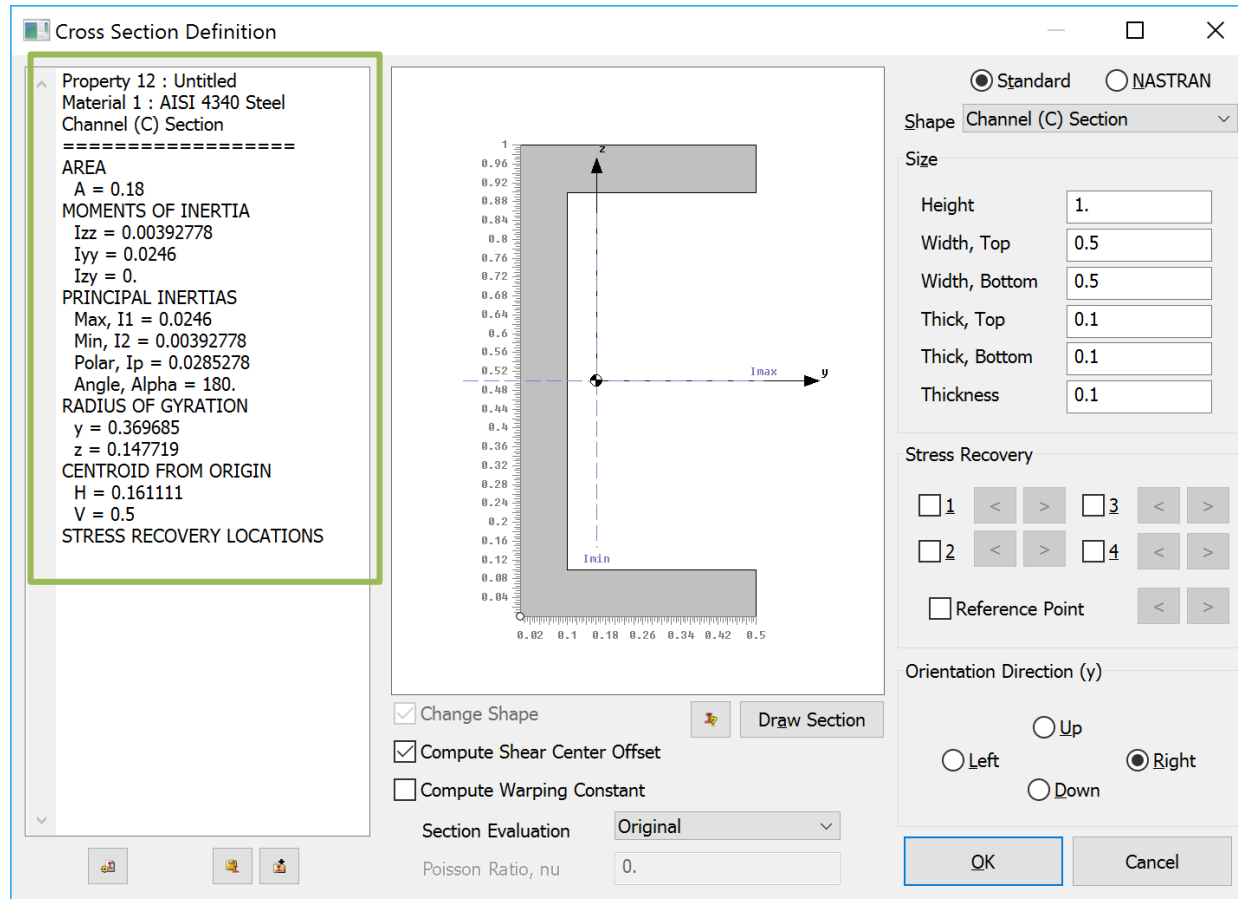 Cross Section Definition
Property 12 : Untitled
Material 1 : AISI 4340 Steel
Channel (C) Section
==================
AREA
A = 0.18
MOMENTS OF INERTIA
Izz = 0.00392778
Iyy = 0.0246
Izy = 0.
PRINCIPAL INERTIAS
Max, I1 = 0.0246
Min, I2 = 0.00392778
Polar, Ip = 0.0285278
Angle, Alpha = 180.
RADIUS OF GYRATION
y = 0.369685
z = 0.147719
CENTROID FROM ORIGIN
H = 0.161111
V = 0.5
STRESS RECOVERY LOCATIONS
1
z
0.96
0.92
0.88
0.84
0.8
0.76
0.72
0.68
0.64
0.6
0.56
0.52
Imax y
0.48
0.44
0.4
0.36
0.32
0.28
0.24
0.2
0.16
0.12
Imin
0.08
0.04
0.02 0.1 0.18 0.26 0.34 0.42 0.5
Change Shape
Draw Section
Compute Shear Center Offset
Compute Warping Constant
Section Evaluation Original
Poisson Ratio, nu 0.
Standard NASTRAN
Shape Channel (C) Section
Size
Height 1.
Width, Top 0.5
Width, Bottom 0.5
Thick, Top 0.1
Thick, Bottom 0.1
Thickness 0.1
Stress Recovery
1 < > 3 < >
2 < > 4 < >
Reference Point < >
Orientation Direction (y)
Up
Left Right
Down
OK Cancel